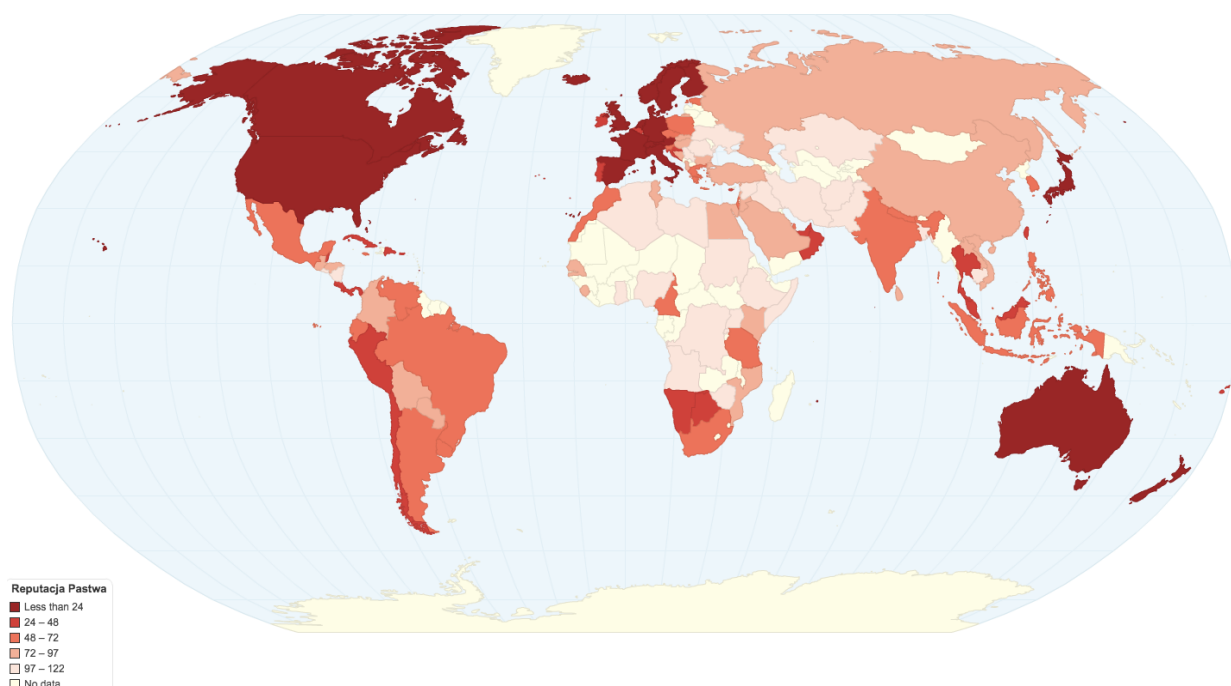 Reputacja Pastwa
Less than 24
24 – 48
48 – 72
72 – 97
97 – 122
No data